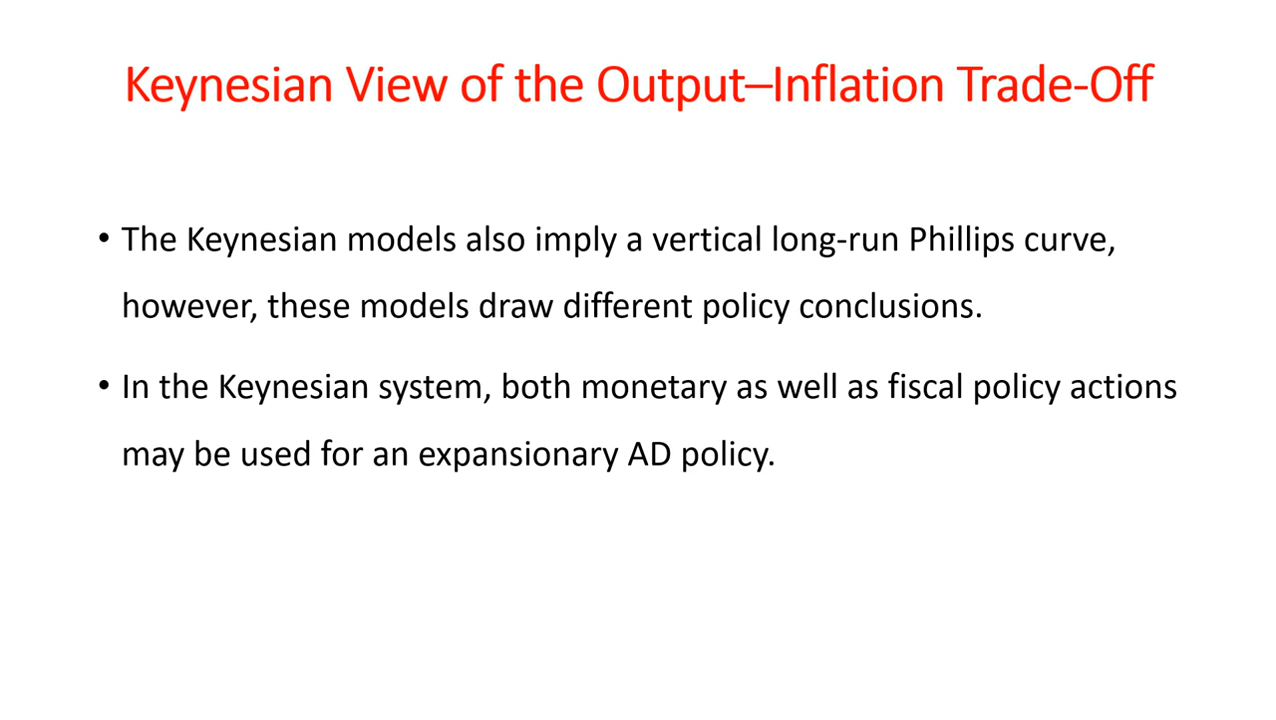 Keynesian View of the Output–Inflation Trade-Off
• The Keynesian models also imply a vertical long-run Phillips curve,
however, these models draw different policy conclusions.
• In the Keynesian system, both monetary as well as fiscal policy actions
may be used for an expansionary AD policy.